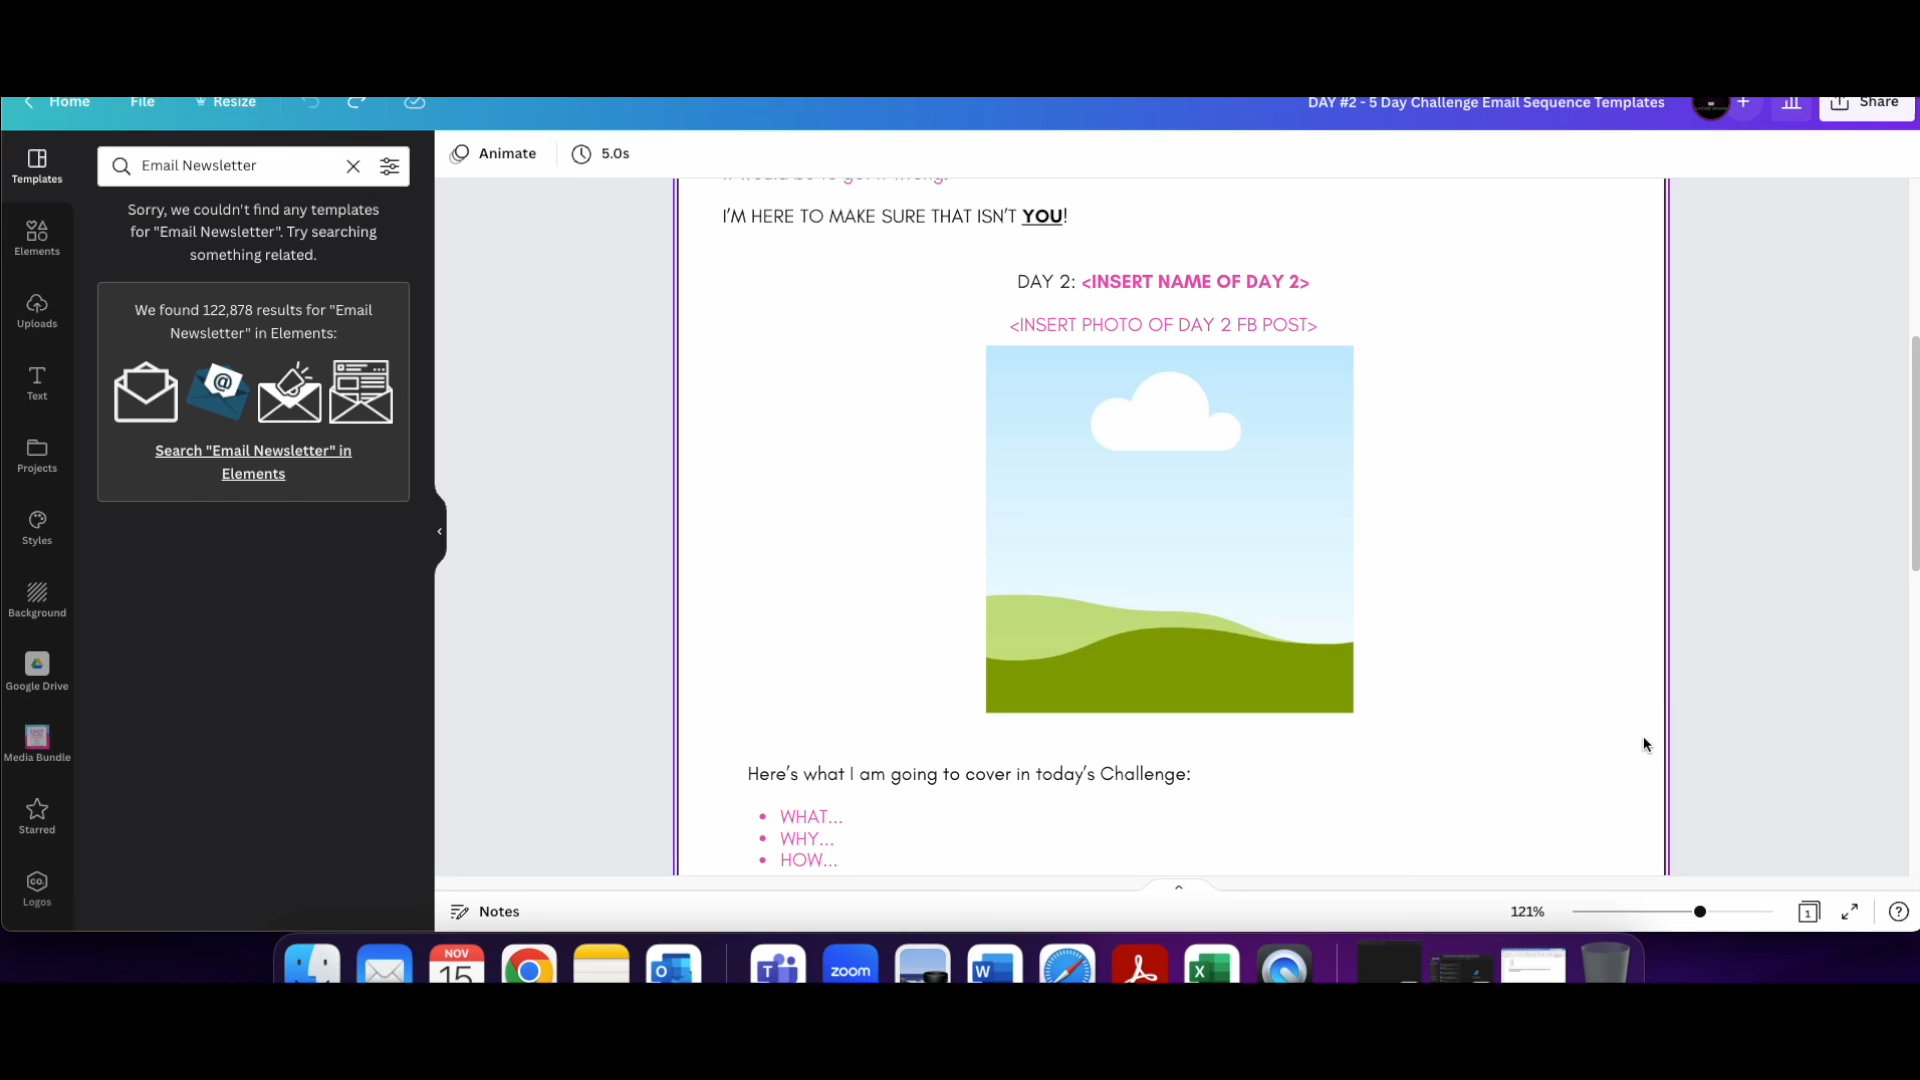 Home File Resize
DAY #2 - 5 Day Challenge Email Sequence Templates
Share
Templates
Elements
Uploads
Text
Projects
Styles
Background
Google Drive
Media Bundle
Starred
CO.
Logos
Email Newsletter
Sorry, we couldn't find any templates
for "Email Newsletter". Try searching
something related.
We found 122,878 results for "Email
Newsletter" in Elements:
@
Search "Email Newsletter" in
Elements
Animate 5.0s
I'M HERE TO MAKE SURE THAT ISN'T YOU!
DAY 2: <INSERT NAME OF DAY 2>
<INSERT PHOTO OF DAY 2 FB POST>
Here's what I am going to cover in today's Challenge:
• WHAT...
• WHY...
• HOW...
Notes
121%
1
?
NOV
15
O
T
zoom
W
X